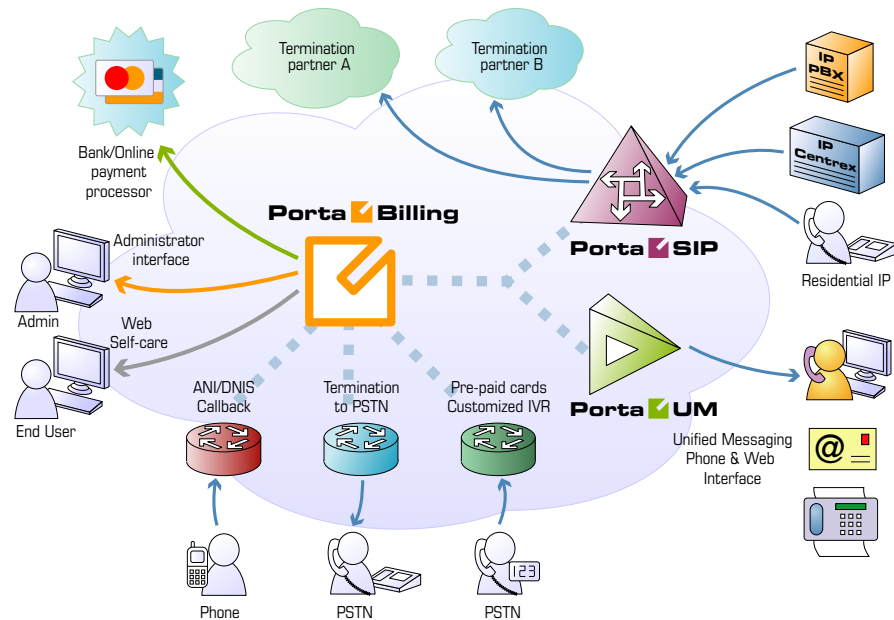 Termination
partner A
Termination
partner B
IP
PBX
IP
Centrex
Residential IP
Bank/Online
payment
processor
Porta Billing
Porta SIP
Administrator
interface
Admin
Web
Self-care
End User
ANI/DNIS
Callback
Termination
to PSTN
Pre-paid cards
Customized IVR
Porta UM
Unified Messaging
Phone & Web
Interface
@
Phone
PSTN
123
PSTN